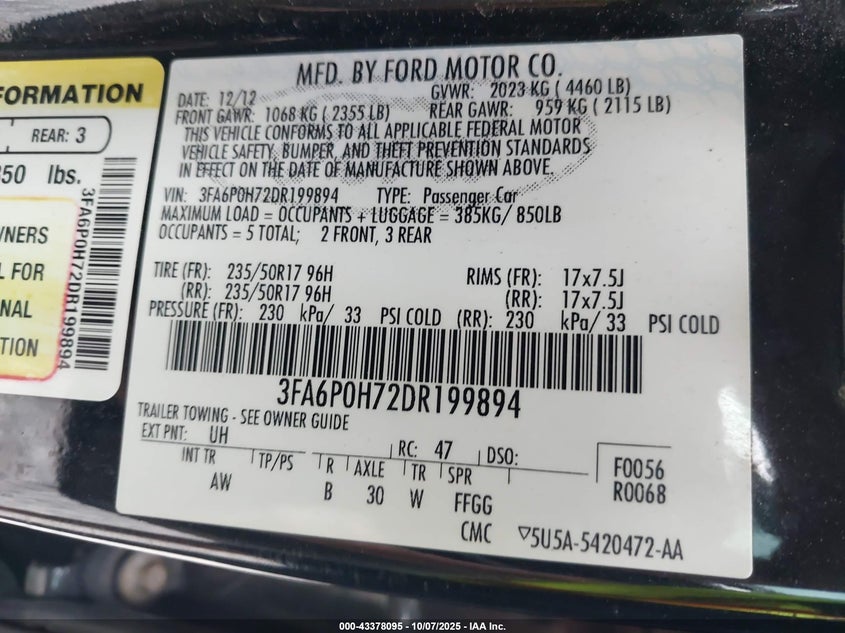 FORMATION
REAR: 3
850 lbs.
3FA6P0H72DR199894
WNERS
L FOR
NAL
TION
MFD. BY FORD MOTOR CO.
DATE: 12/12 GVWR: 2023 KG ( 4460 LB)
FRONT GAWR: 1068 KG ( 2355 LB) REAR GAWR: 959 KG ( 2115 LB)
THIS VEHICLE CONFORMS TO ALL APPLICABLE FEDERAL MOTOR
VEHICLE SAFETY, BUMPER, AND THEFT PREVENTION STANDARDS
IN EFFECT ON THE DATE OF MANUFACTURE SHOWN ABOVE.
VIN: 3FA6P0H72DR199894 TYPE: Passenger Car
MAXIMUM LOAD = OCCUPANTS + LUGGAGE = 385KG/ 850LB
OCCUPANTS = 5 TOTAL; 2 FRONT, 3 REAR
TIRE (FR): 235/50R17 96H RIMS (FR): 17x7.5J
(RR): 235/50R17 96H (RR): 17x7.5J
PRESSURE (FR): 230 kPa/ 33 PSI COLD (RR): 230 kPa/ 33 PSI COLD
3FA6P0H72DR199894
TRAILER TOWING - SEE OWNER GUIDE
EXT PNT: UH RC: 47 DSO:
INT TR TP/PS R AXLE TR SPR F0056
AW B 30 W FFGG R0068
CMC ▽5U5A-5420472-AA
000-43378095 - 10/07/2025 - IAA Inc.